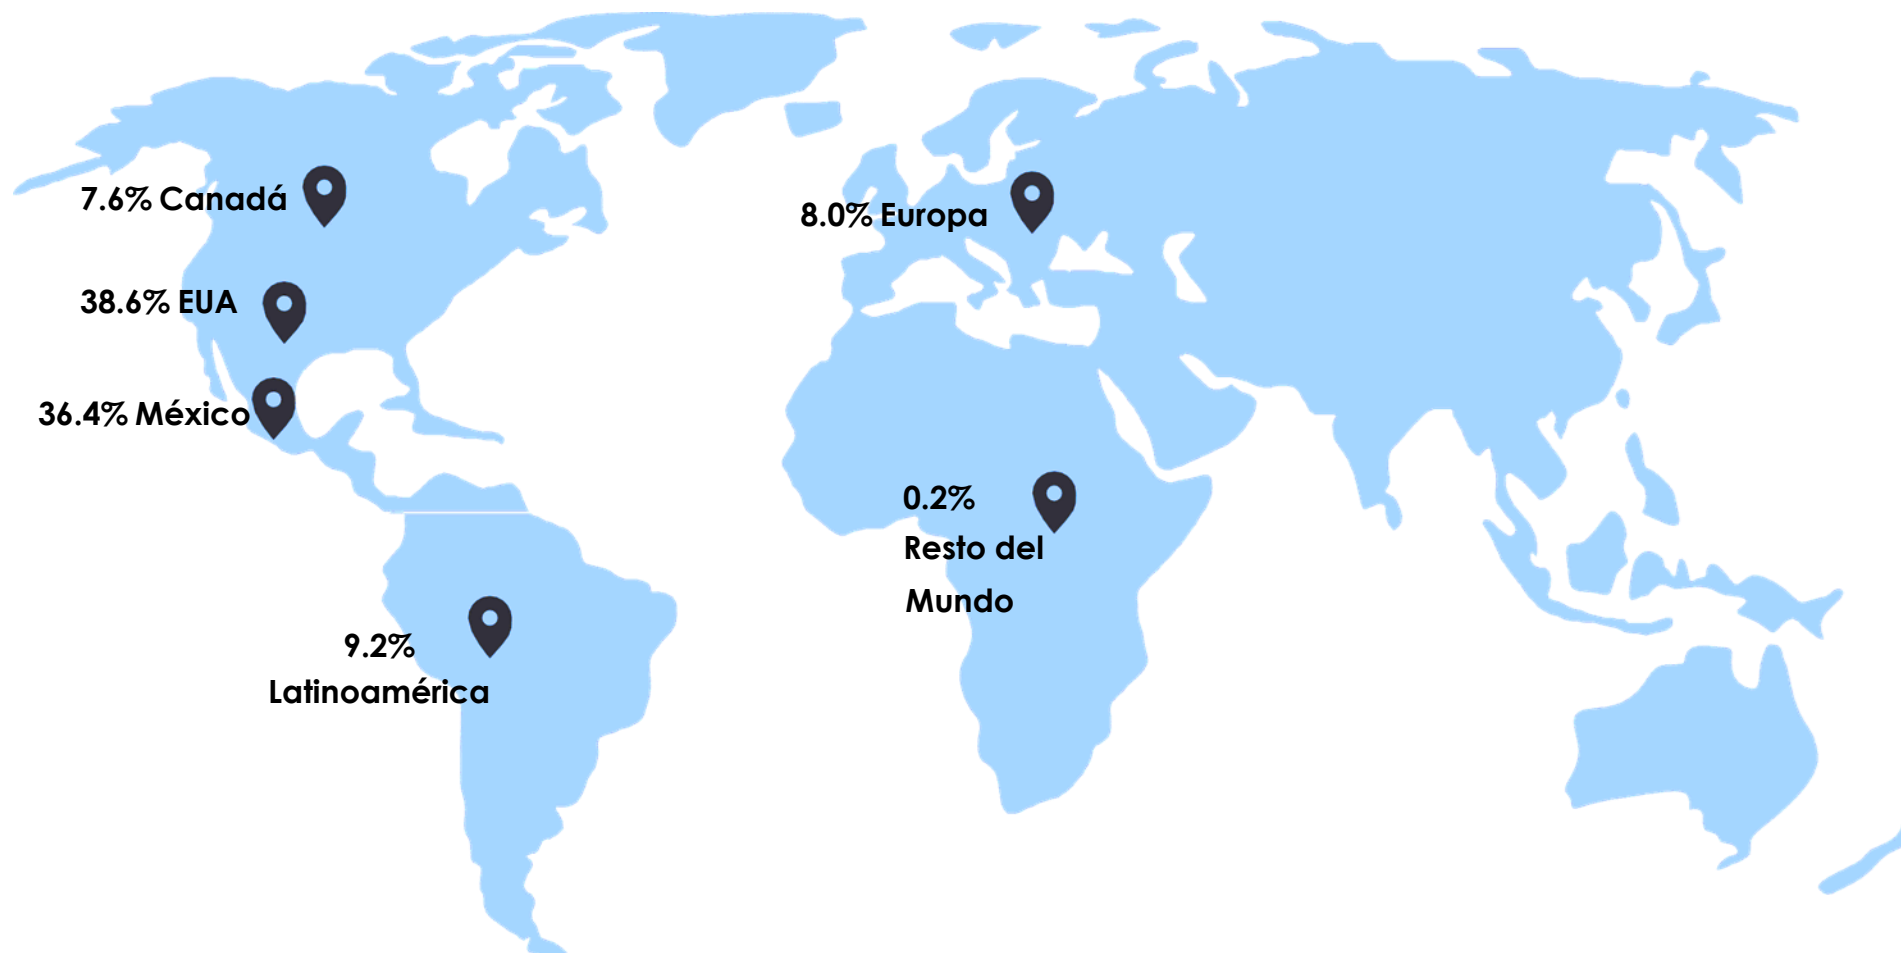 7.6% Canadá
8.0% Europa
38.6% EUA
36.4% México
0.2%
Resto del
Mundo
9.2%
Latinoamérica